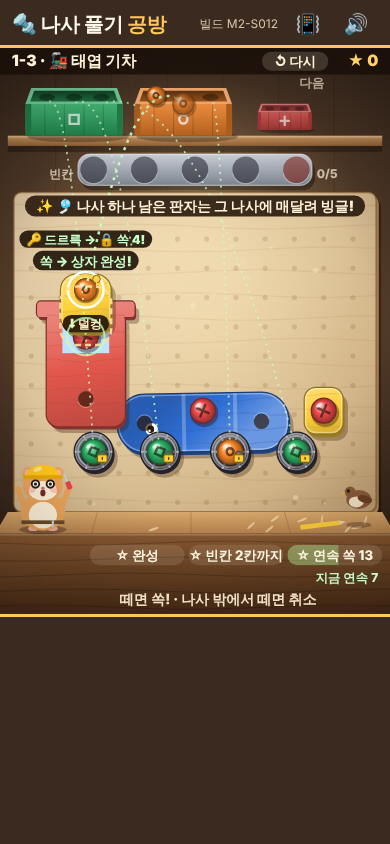 나사 풀기 공방
빌드 M2-S012
1-3 · 태엽 기차
다시
★ 0
다음
빈칸
0/5
나사 하나 남은 판자는 그 나사에 매달려 빙글!
드르륵 → 쏙 4!
쏙 → 상자 완성!
덜컹
☆ 완성
☆ 빈칸 2칸까지
☆ 연속 쏙 13
지금 연속 7
떼면 쏙! · 나사 밖에서 떼면 취소